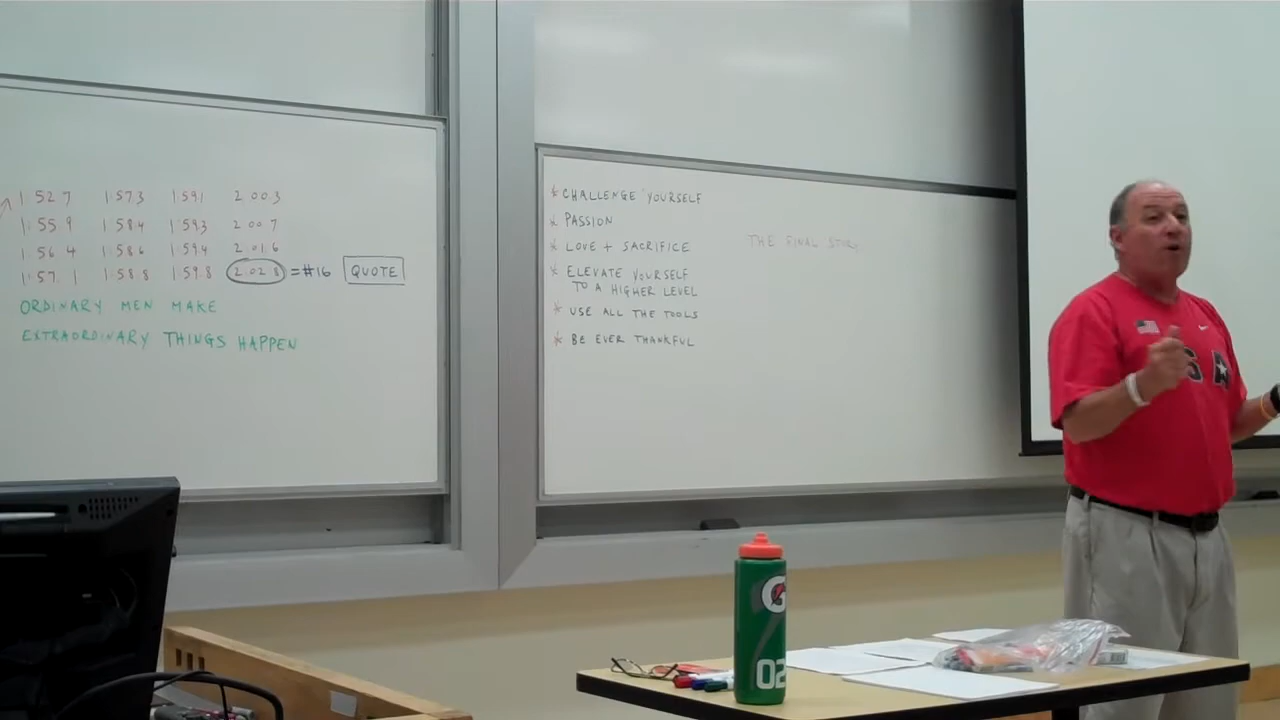 1 52 7 1 57 3 1 59 1 2 00 3
1 55 9 1 58 4 1 59 3 2 00 7
1 56 4 1 58 6 1 59 4 2 01 6
1 57 1 1 58 8 1 59 8 2 02 8 = #16 QUOTE
ORDINARY MEN MAKE
EXTRAORDINARY THINGS HAPPEN
* CHALLENGE YOURSELF
* PASSION
* LOVE + SACRIFICE
* ELEVATE YOURSELF
TO A HIGHER LEVEL
* USE ALL THE TOOLS
* BE EVER THANKFUL
THE FINAL STORY
SA
G
02